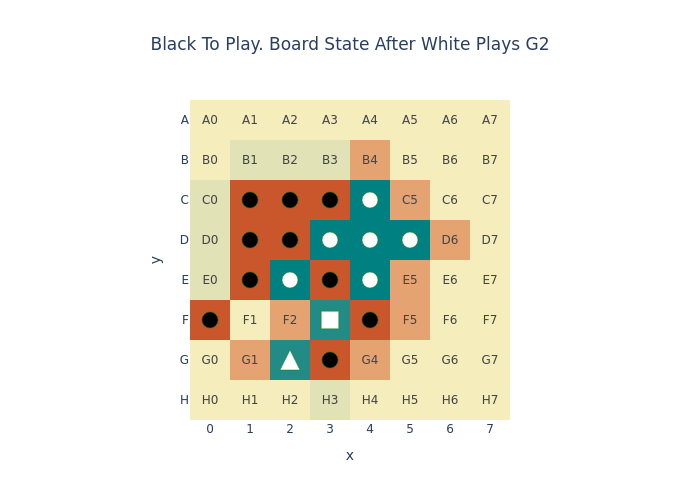 Black To Play. Board State After White Plays G2
A A0 A1 A2 A3 A4 A5 A6 A7
B B0 B1 B2 B3 B4 B5 B6 B7
C C0 C5 C6 C7
D D0 D6 D7
E E0 E5 E6 E7
F F1 F2 F5 F6 F7
G G0 G1 G4 G5 G6 G7
H H0 H1 H2 H3 H4 H5 H6 H7
0 1 2 3 4 5 6 7
x
y